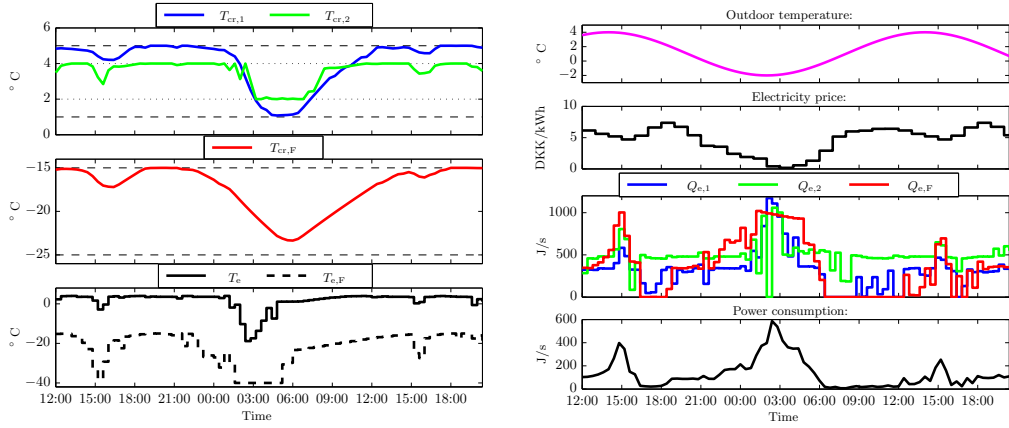 T_cr,1 T_cr,2
6
4
2
0
° C
T_cr,F
−15
−20
−25
° C
T_e T_e,F
0
−20
−40
° C
12:00 15:00 18:00 21:00 00:00 03:00 06:00 09:00 12:00 15:00 18:00
Time
Outdoor temperature:
4
2
0
−2
° C
Electricity price:
10
5
0
DKK/kWh
Q_e,1 Q_e,2 Q_e,F
1000
500
0
J/s
Power consumption:
600
400
200
0
J/s
12:00 15:00 18:00 21:00 00:00 03:00 06:00 09:00 12:00 15:00 18:00
Time